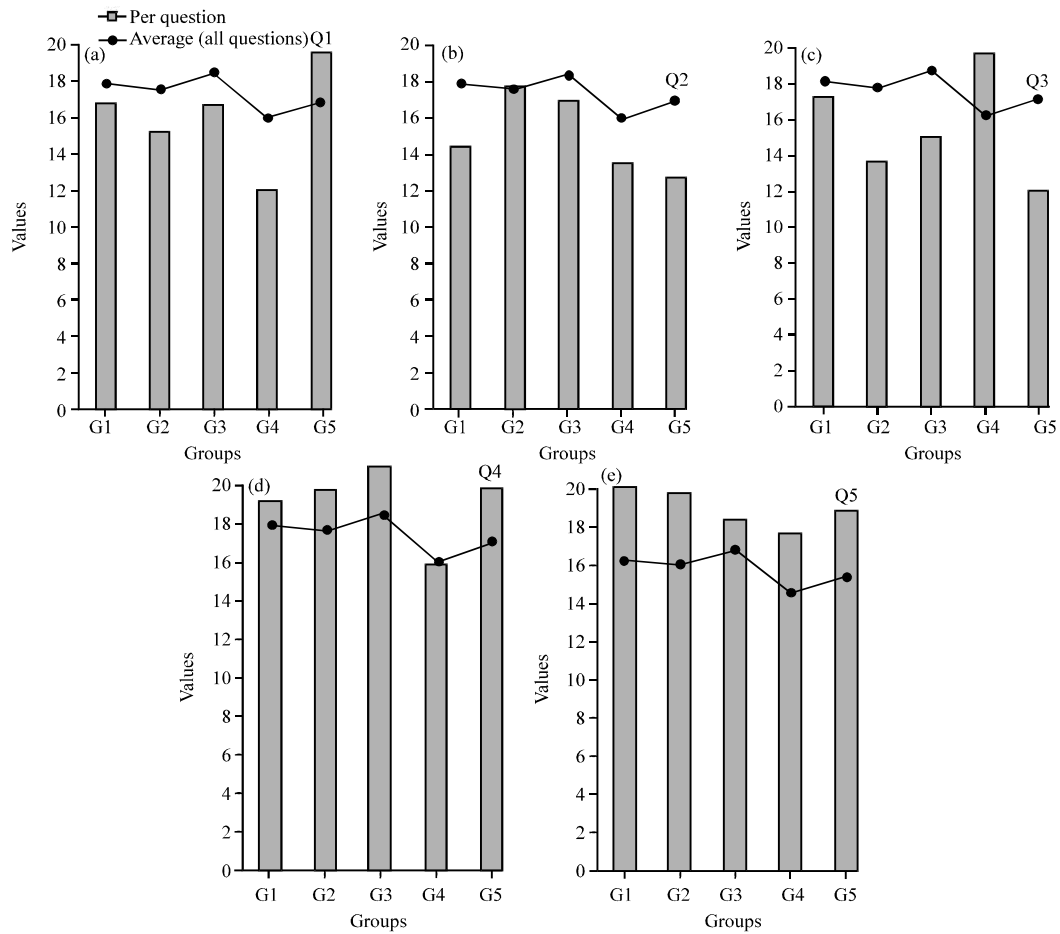 Per question
Average (all questions)
(a)
Q1
20
18
16
14
12
10
8
6
4
2
0
Values
G1 G2 G3 G4 G5
Groups
(b)
Q2
20
18
16
14
12
10
8
6
4
2
0
Values
G1 G2 G3 G4 G5
Groups
(c)
Q3
20
18
16
14
12
10
8
6
4
2
0
Values
G1 G2 G3 G4 G5
Groups
(d)
Q4
20
18
16
14
12
10
8
6
4
2
0
Values
G1 G2 G3 G4 G5
Groups
(e)
Q5
20
18
16
14
12
10
8
6
4
2
0
Values
G1 G2 G3 G4 G5
Groups